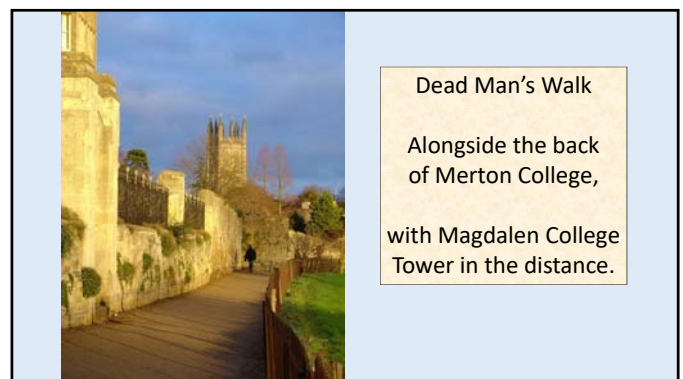 Dead Man’s Walk
Alongside the back
of Merton College,
with Magdalen College
Tower in the distance.